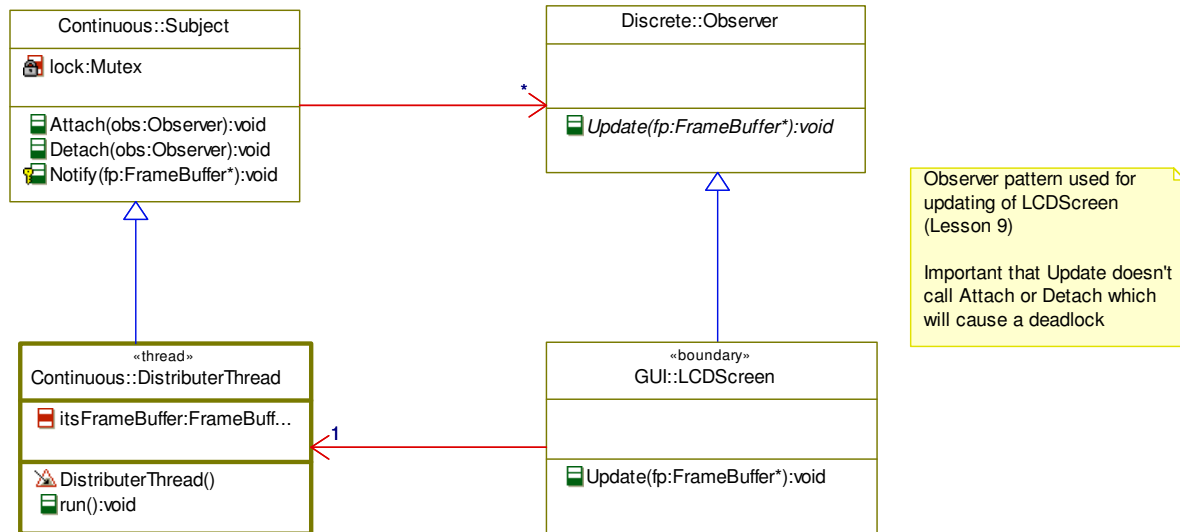 Continuous::Subject
lock:Mutex
Attach(obs:Observer):void
Detach(obs:Observer):void
Notify(fp:FrameBuffer*):void
*
Discrete::Observer
Update(fp:FrameBuffer*):void
Observer pattern used for
updating of LCDScreen
(Lesson 9)
Important that Update doesn't
call Attach or Detach which
will cause a deadlock
«thread»
Continuous::DistributerThread
itsFrameBuffer:FrameBuff...
DistributerThread()
run():void
1
«boundary»
GUI::LCDScreen
Update(fp:FrameBuffer*):void